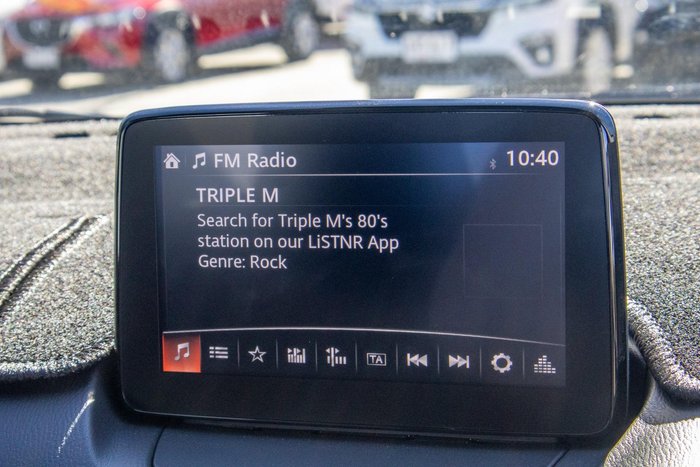 FM Radio
10:40
TRIPLE M
Search for Triple M's 80's
station on our LiSTNR App
Genre: Rock
TA